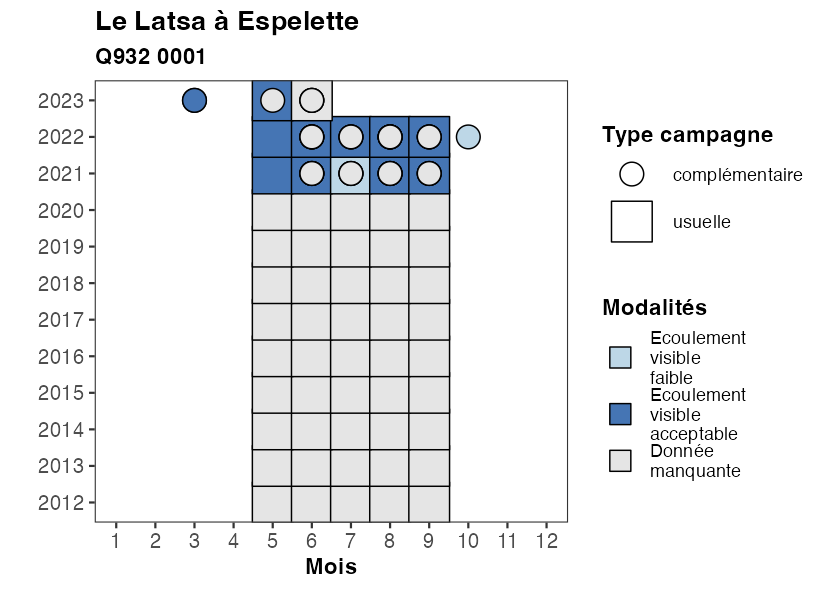 Le Latsa à Espelette
Q932 0001
2023
2022
2021
2020
2019
2018
2017
2016
2015
2014
2013
2012
1 2 3 4 5 6 7 8 9 10 11 12
Mois
Type campagne
complémentaire
usuelle
Modalités
Ecoulement
visible
faible
Ecoulement
visible
acceptable
Donnée
manquante